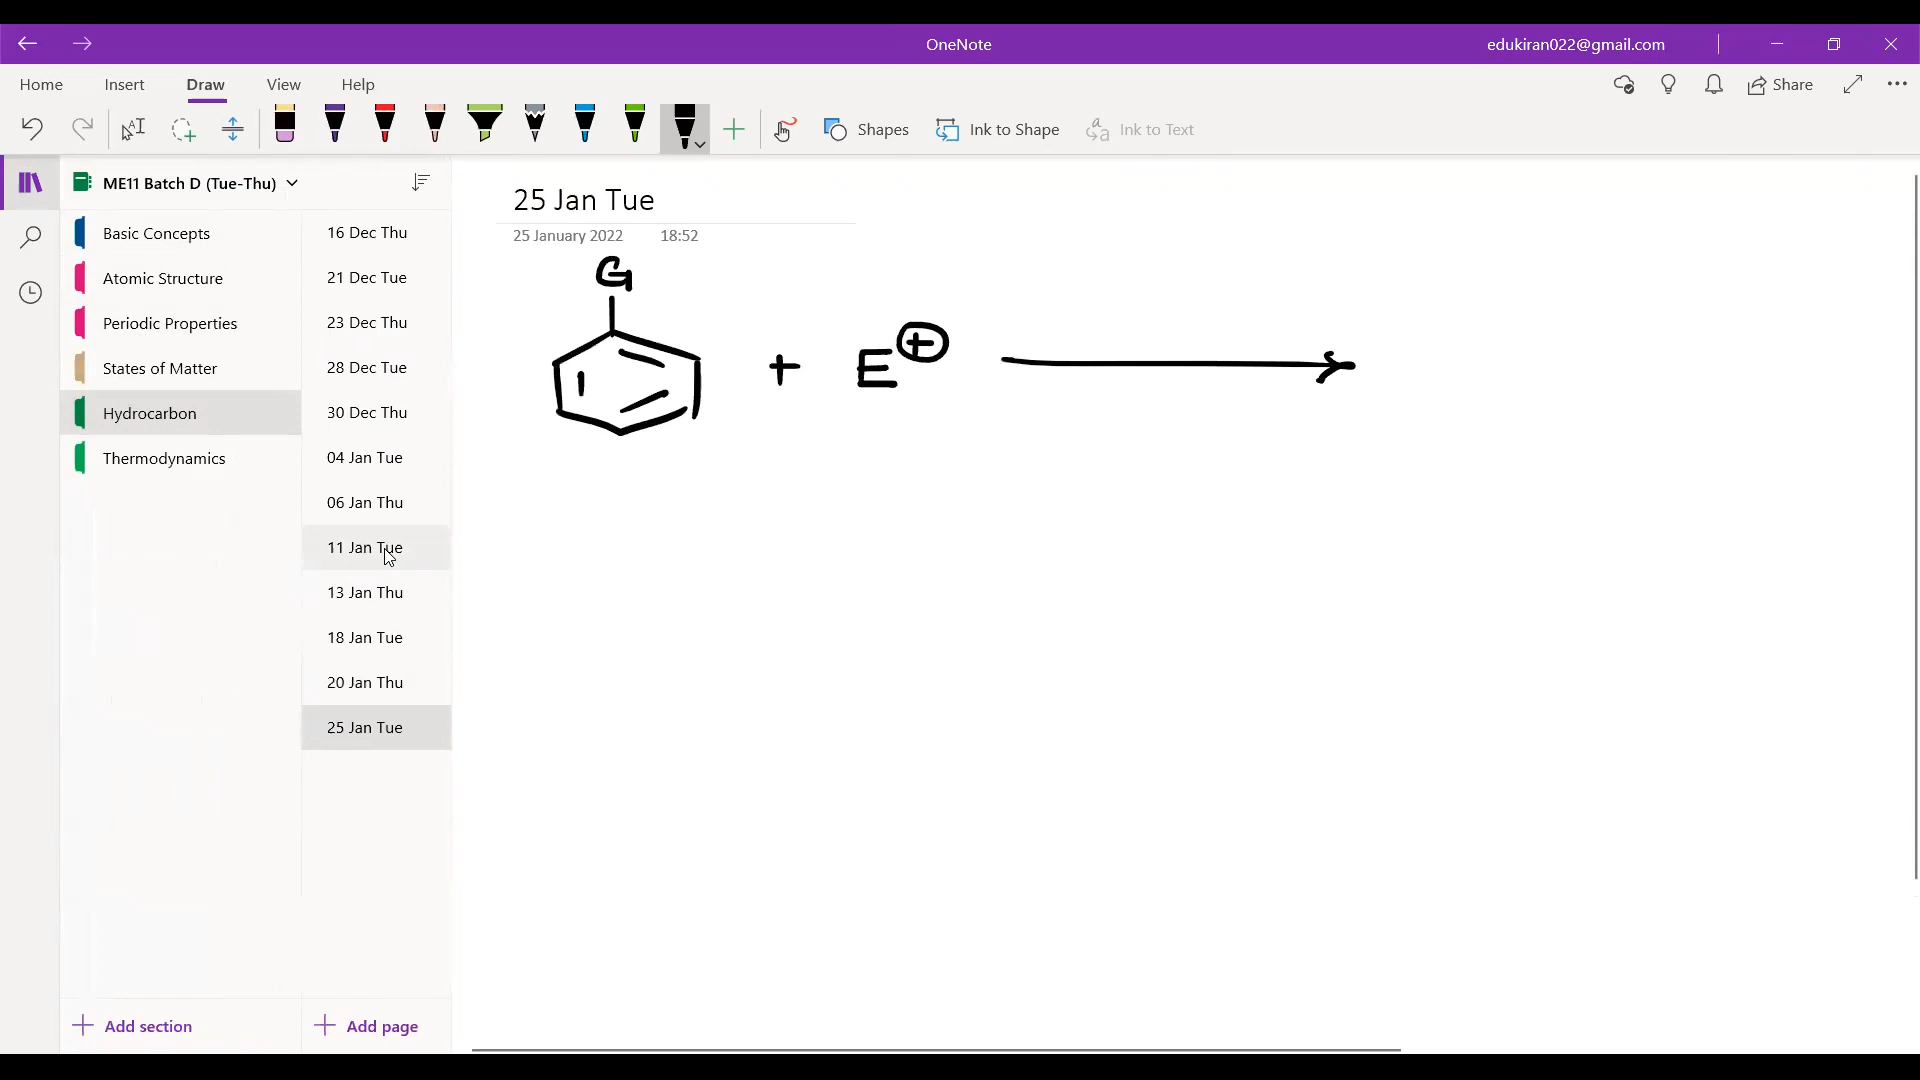 OneNote
edukiran022@gmail.com
Home Insert Draw View Help
Share
Shapes Ink to Shape Ink to Text
ME11 Batch D (Tue-Thu)
Basic Concepts
Atomic Structure
Periodic Properties
States of Matter
Hydrocarbon
Thermodynamics
16 Dec Thu
21 Dec Tue
23 Dec Thu
28 Dec Tue
30 Dec Thu
04 Jan Tue
06 Jan Thu
11 Jan Tue
13 Jan Thu
18 Jan Tue
20 Jan Thu
25 Jan Tue
Add section
Add page
25 Jan Tue
25 January 2022 18:52
G
+ E⊕ →